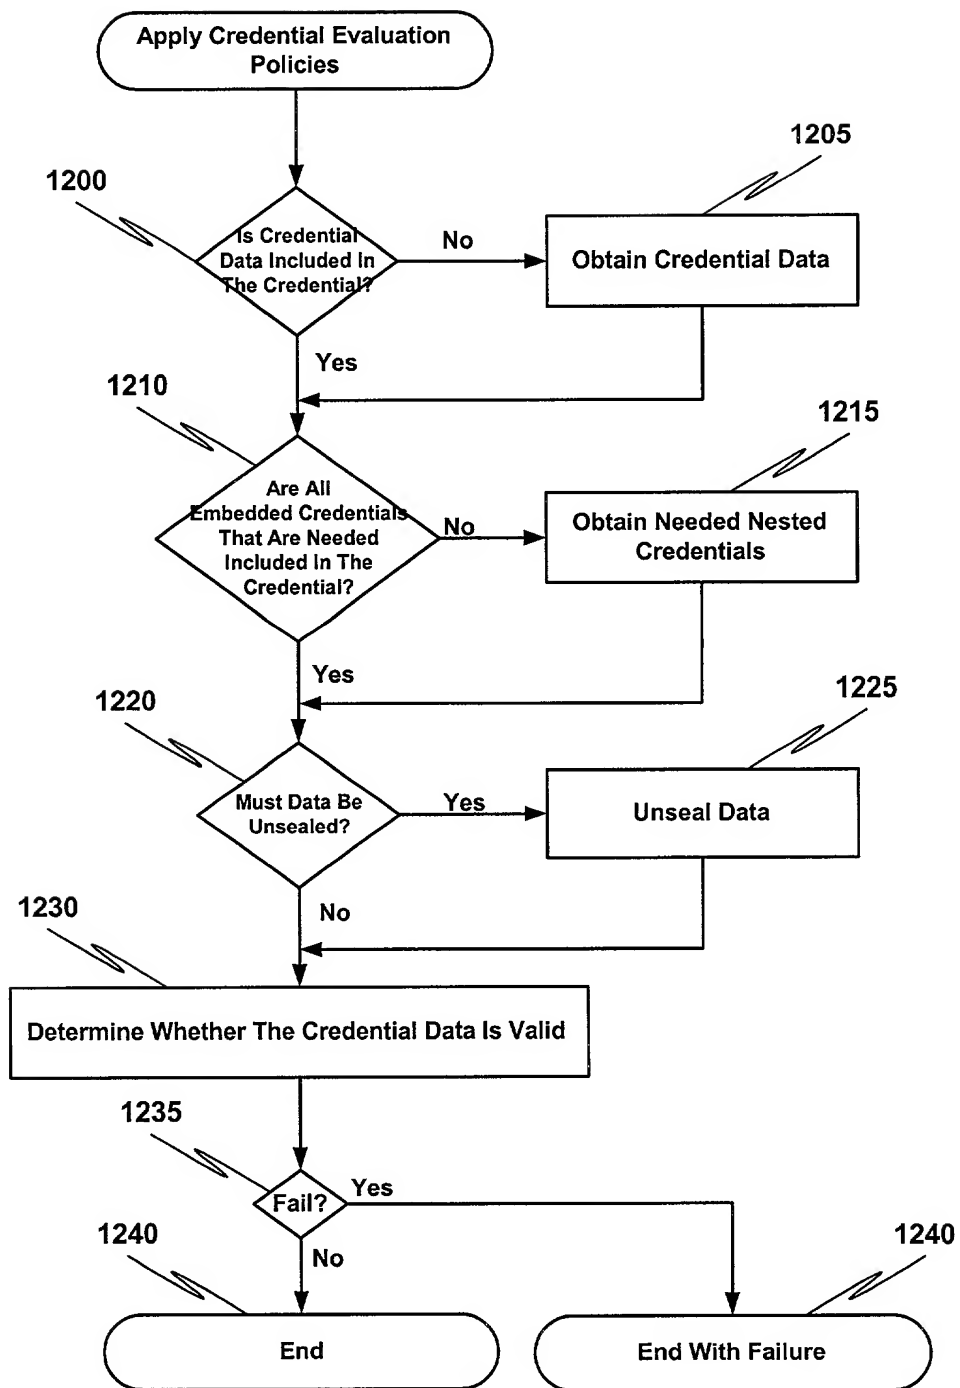 Apply Credential Evaluation
Policies
1205
1200
Is Credential
Data Included In
The Credential?
No
Obtain Credential Data
Yes
1210
1215
Are All
Embedded Credentials
That Are Needed
Included In The
Credential?
No
Obtain Needed Nested
Credentials
Yes
1220
1225
Must Data Be
Unsealed?
Yes
Unseal Data
No
1230
Determine Whether The Credential Data Is Valid
1235
Fail?
Yes
No
1240
1240
End
End With Failure